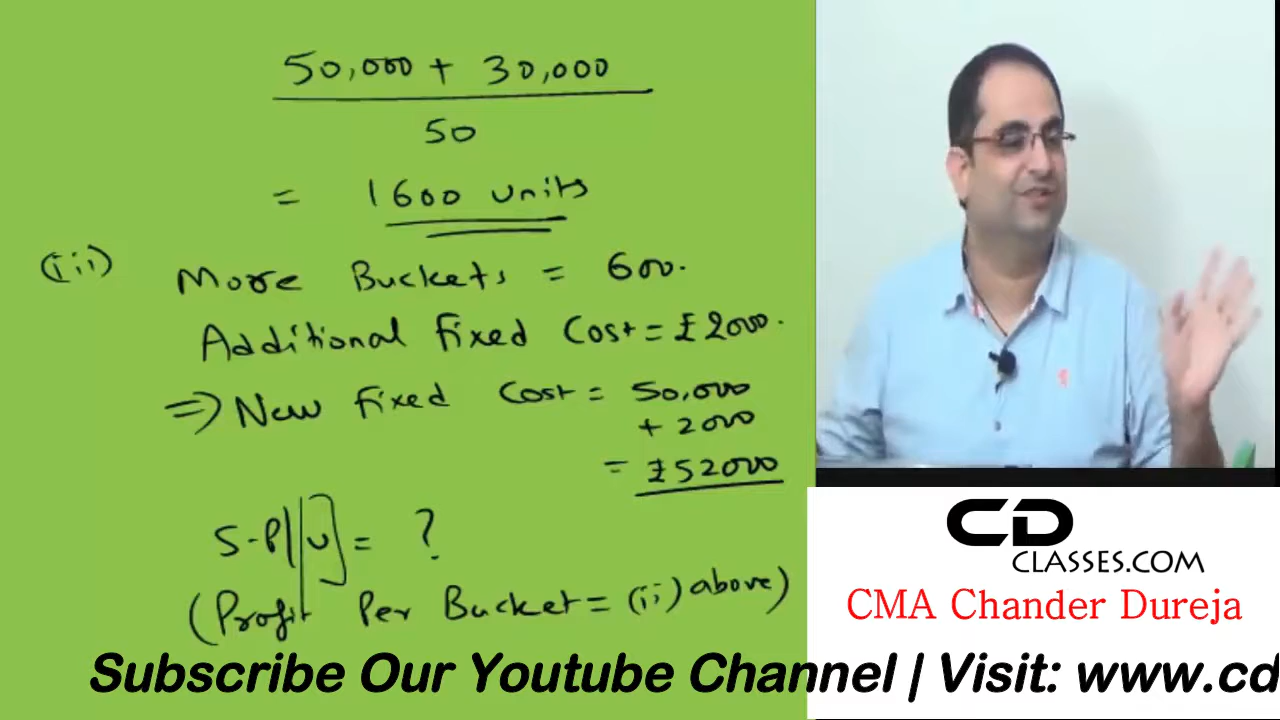 50,000 + 30,000
50
= 1600 units
(iii) More Buckets = 600.
Additional Fixed Cost = £2000.
⇒ New Fixed Cost = 50,000
+ 2000
= £52000
S.P/U = ?
(Profit Per Bucket = (ii) above)
CD
CLASSES.COM
CMA Chander Dureja
Subscribe Our Youtube Channel | Visit: www.cd